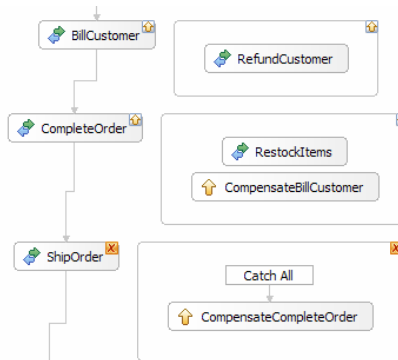 BillCustomer
RefundCustomer
CompleteOrder
RestockItems
CompensateBillCustomer
ShipOrder
Catch All
CompensateCompleteOrder